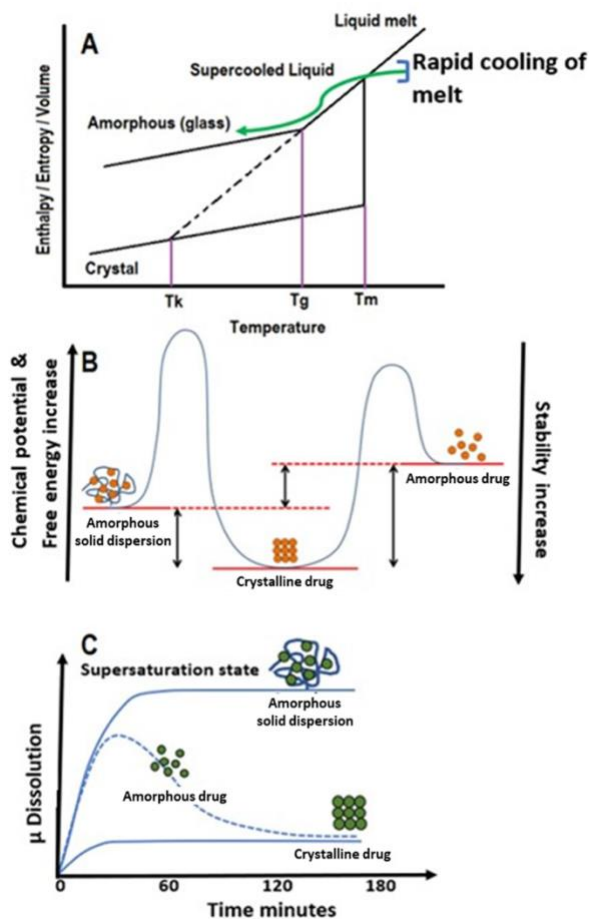 A
Liquid melt
Supercooled Liquid
Rapid cooling of
melt
Amorphous (glass)
Enthalpy / Entropy / Volume
Crystal
Tk
Tg
Tm
Temperature
B
Chemical potential &
Free energy increase
Stability increase
Amorphous drug
Amorphous
solid dispersion
Crystalline drug
C
Supersaturation state
Amorphous
solid dispersion
Amorphous drug
Crystalline drug
μ Dissolution
0
60
120
180
Time minutes